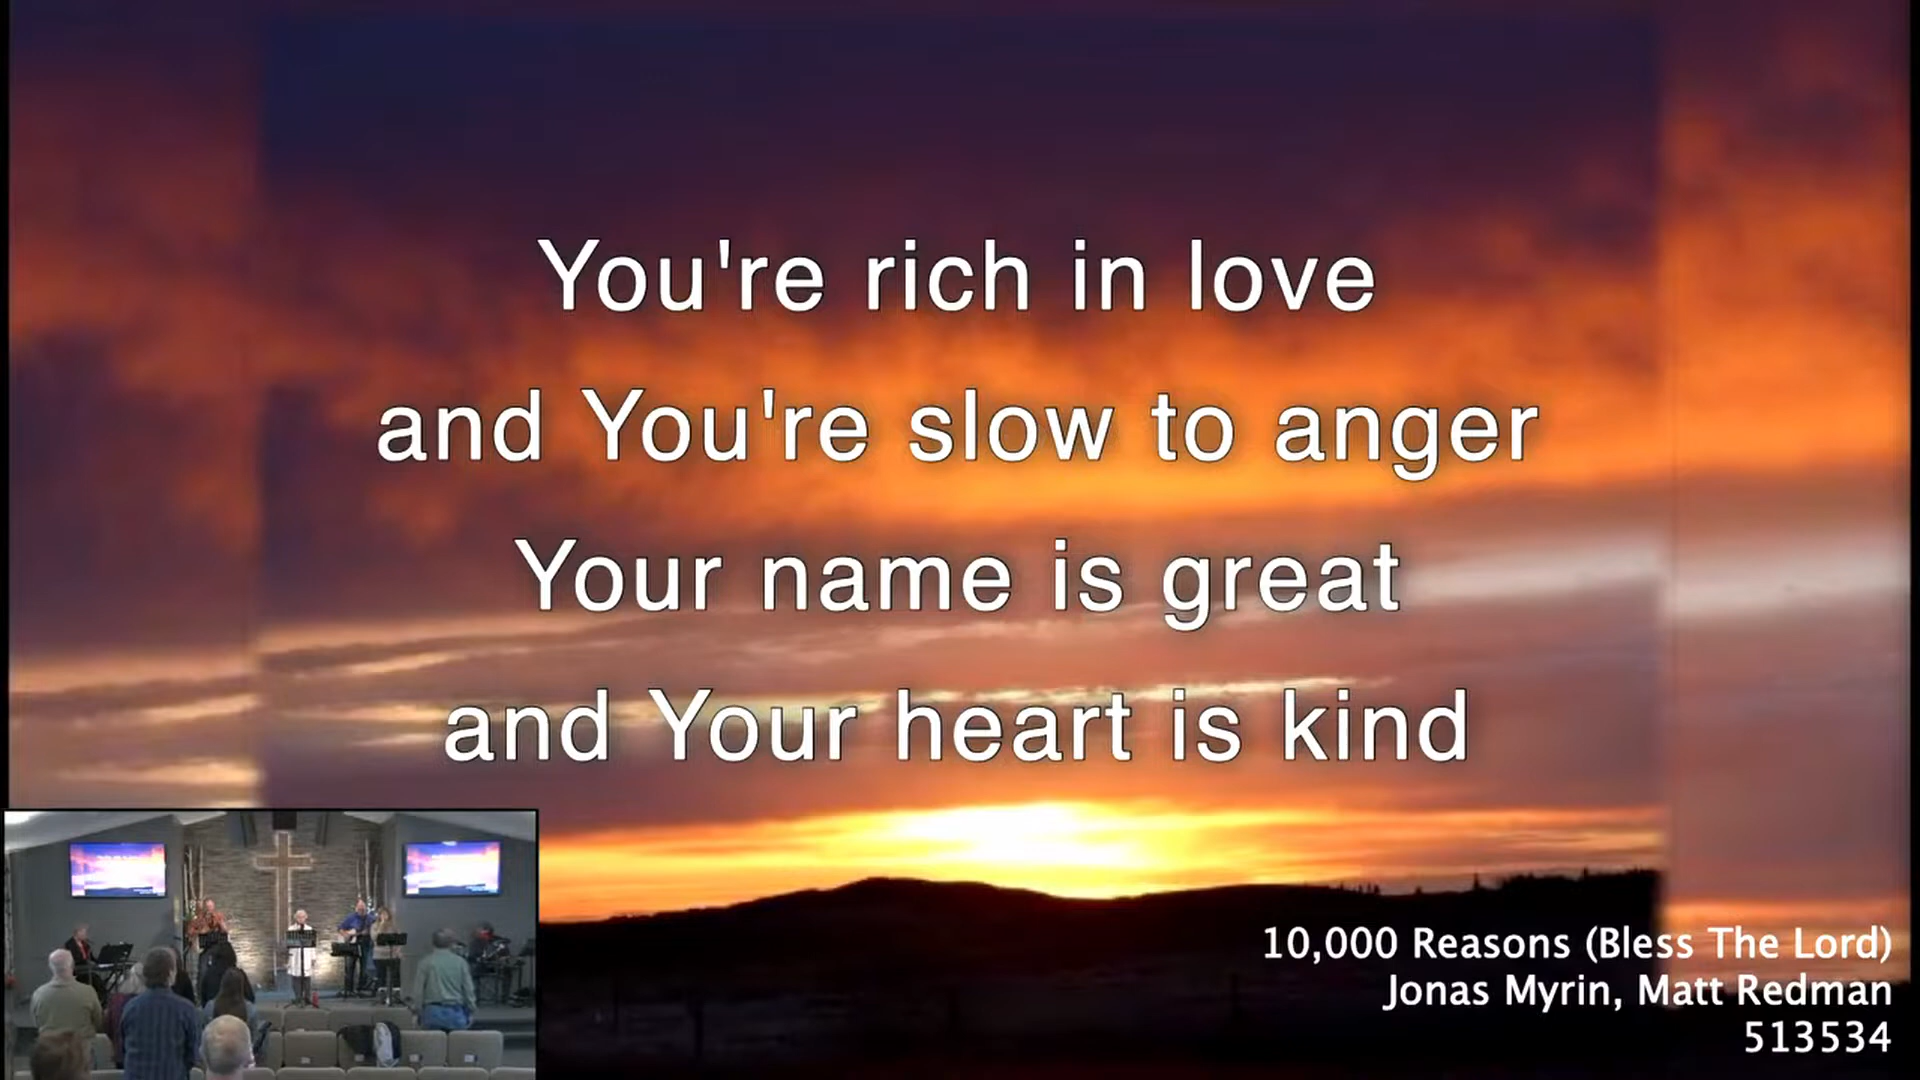 You're rich in love
and You're slow to anger
Your name is great
and Your heart is kind
10,000 Reasons (Bless The Lord)
Jonas Myrin, Matt Redman
513534